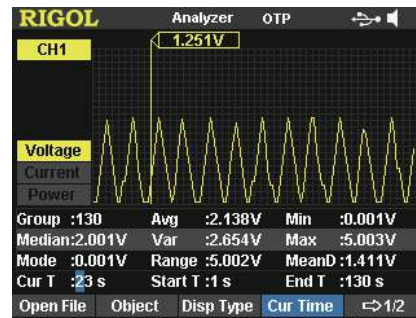 RIGOL Analyzer OTP
CH1 1.251V
Voltage
Current
Power
Group :130 Avg :2.138V Min :0.001V
Median:2.001V Var :2.654V Max :5.003V
Mode :0.001V Range :5.002V MeanD:1.411V
Cur T :23 s Start T :1 s End T :130 s
Open File Object Disp Type Cur Time ⇨1/2